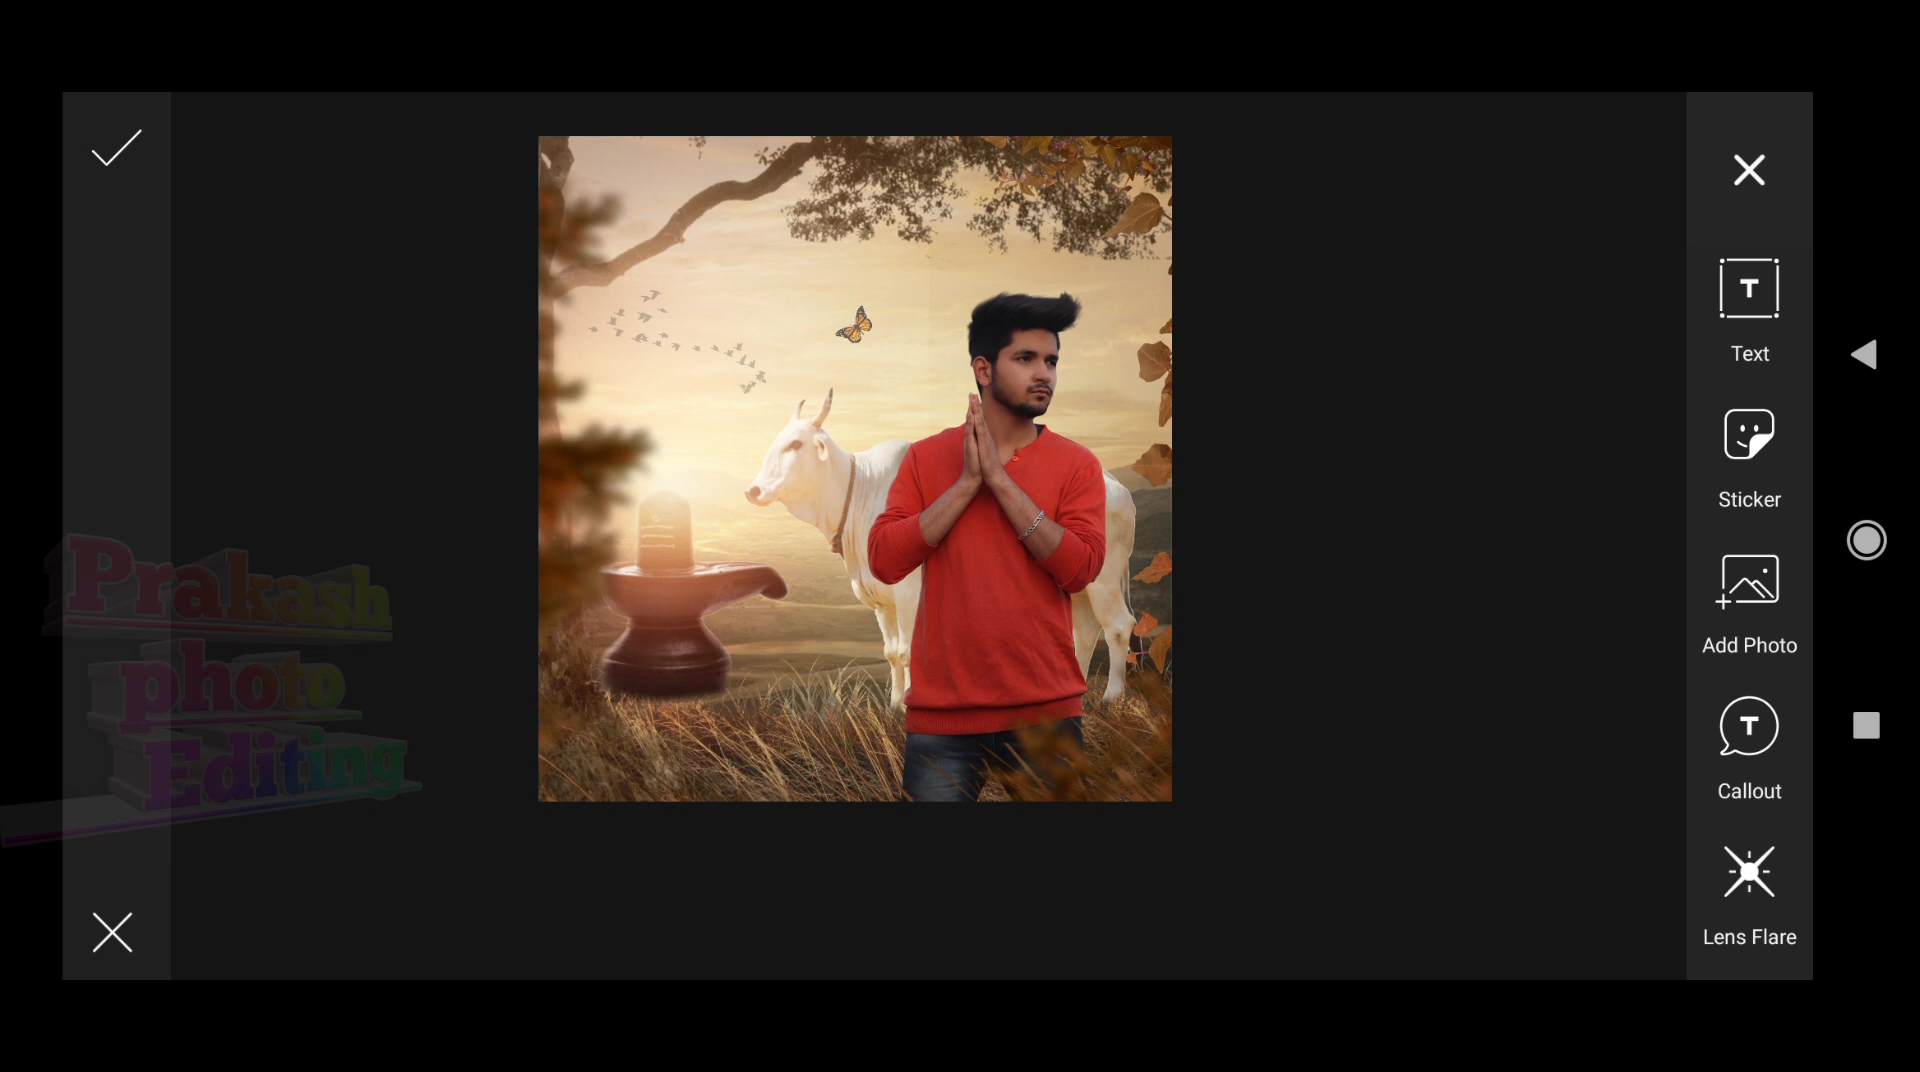 Prakash
photo
Editing
T
Text
Sticker
Add Photo
T
Callout
Lens Flare